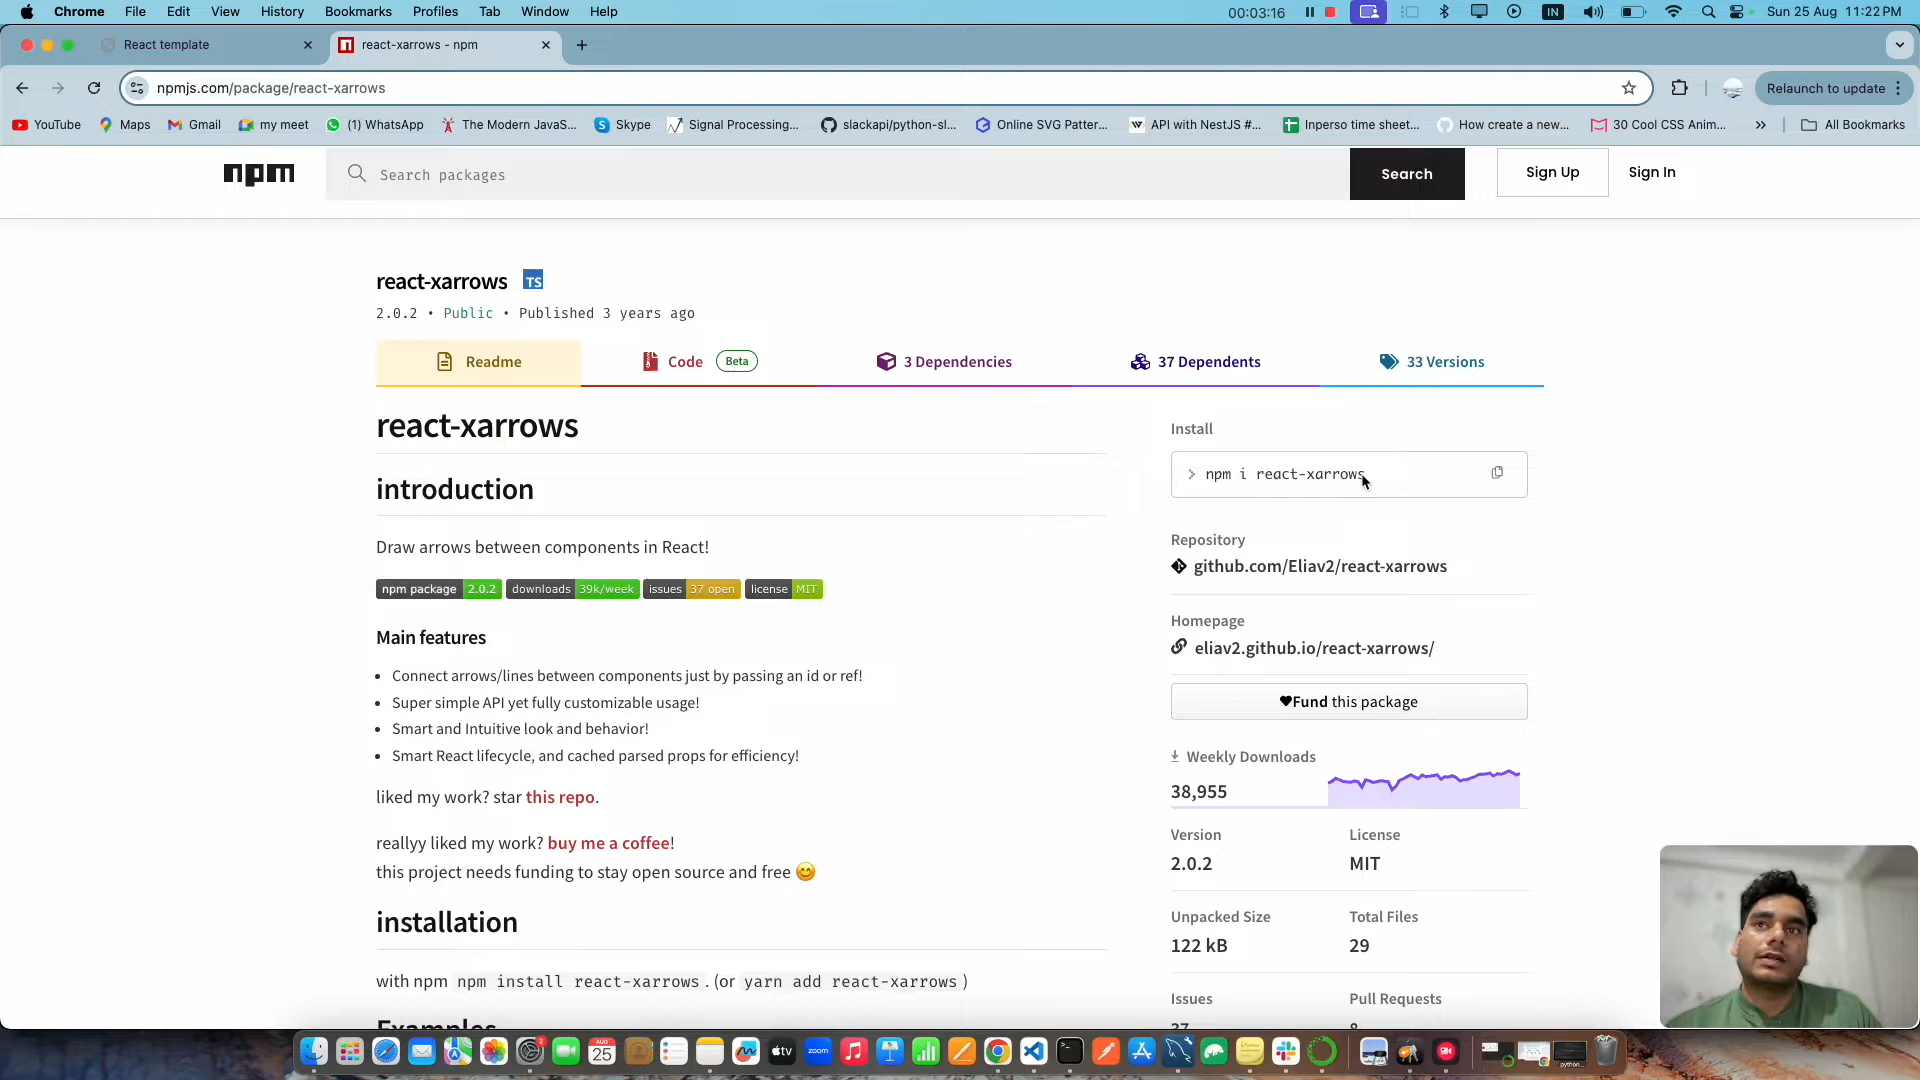 Chrome File Edit View History Bookmarks Profiles Tab Window Help 00:03:16 IN Sun 25 Aug 11:22 PM
React template react-xarrows - npm
npmjs.com/package/react-xarrows Relaunch to update
YouTube Maps Gmail my meet (1) WhatsApp The Modern JavaS... Skype Signal Processing... slackapi/python-sl... Online SVG Patter... API with NestJS #... Inperso time sheet... How create a new... 30 Cool CSS Anim... » All Bookmarks
npm Search packages Search Sign Up Sign In
react-xarrows TS
2.0.2 • Public • Published 3 years ago
Readme Code Beta 3 Dependencies 37 Dependents 33 Versions
react-xarrows
introduction
Draw arrows between components in React!
npm package 2.0.2 downloads 39k/week issues 37 open license MIT
Main features
• Connect arrows/lines between components just by passing an id or ref!
• Super simple API yet fully customizable usage!
• Smart and Intuitive look and behavior!
• Smart React lifecycle, and cached parsed props for efficiency!
liked my work? star this repo.
reallyy liked my work? buy me a coffee!
this project needs funding to stay open source and free 😊
installation
with npm npm install react-xarrows . (or yarn add react-xarrows )
Examples
Install
> npm i react-xarrows
Repository
github.com/Eliav2/react-xarrows
Homepage
eliav2.github.io/react-xarrows/
♥Fund this package
Weekly Downloads
38,955
Version License
2.0.2 MIT
Unpacked Size Total Files
122 kB 29
Issues Pull Requests
37 8
AUG
25
tv
zoom